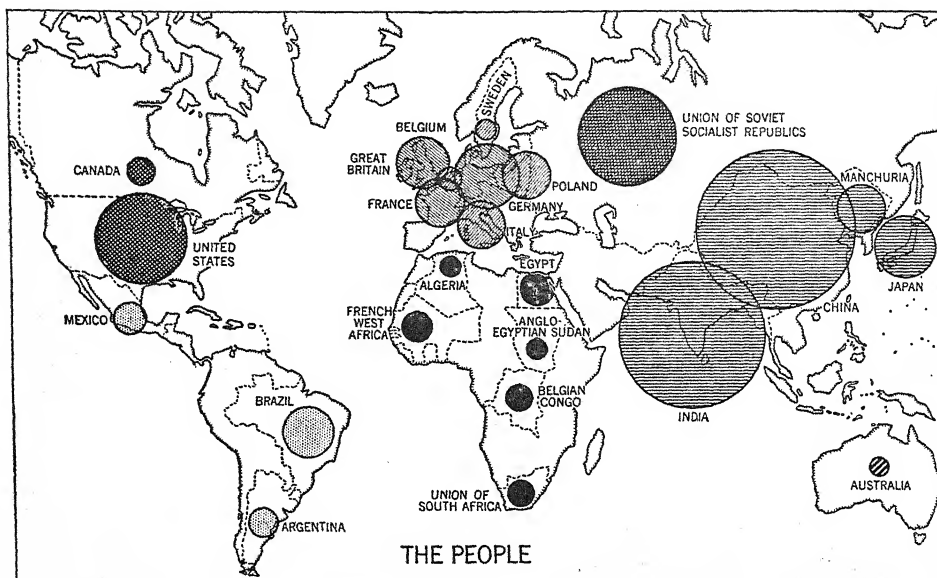 SWEDEN
UNION OF SOVIET
SOCIALIST REPUBLICS
BELGIUM
GREAT
BRITAIN
CANADA
POLAND
MANCHURIA
FRANCE
GERMANY
ITALY
UNITED
STATES
EGYPT
ALGERIA
JAPAN
MEXICO
FRENCH
WEST
AFRICA
CHINA
ANGLO-
EGYPTIAN SUDAN
BELGIAN
CONGO
BRAZIL
INDIA
AUSTRALIA
UNION OF
SOUTH AFRICA
ARGENTINA
THE PEOPLE